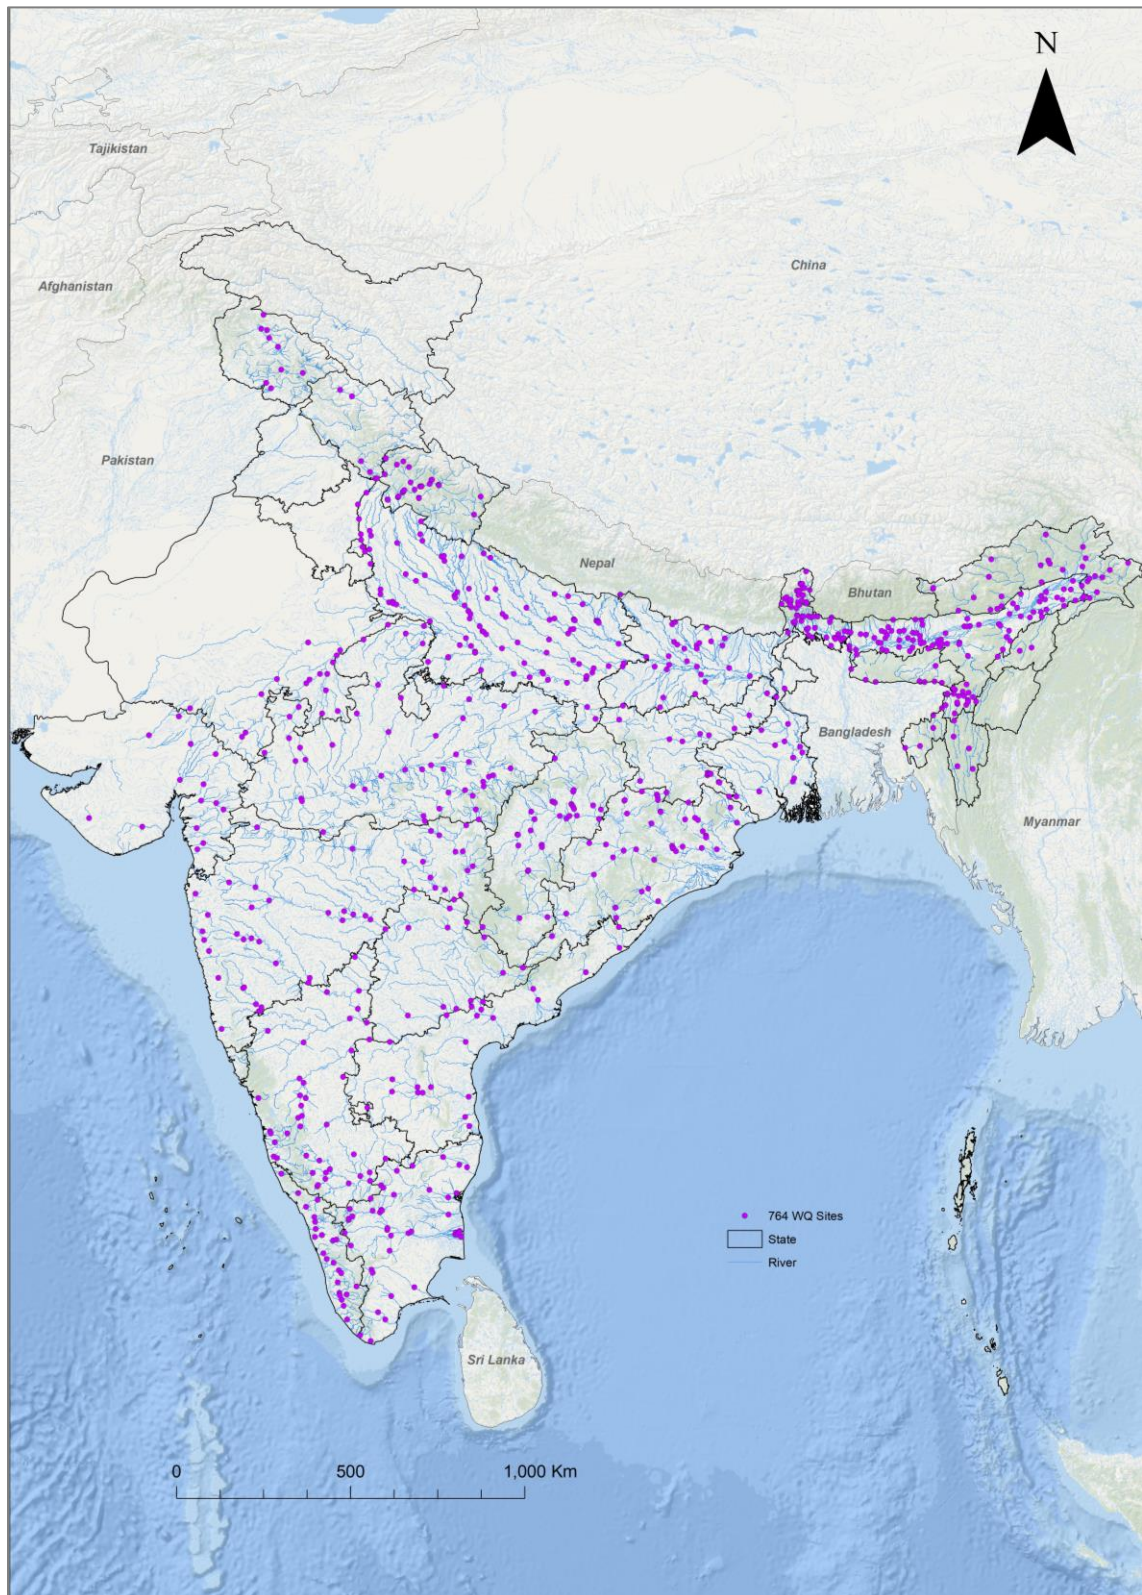 N
Tajikistan
China
Afghanistan
Pakistan
Nepal
Bhutan
Bangladesh
Myanmar
764 WQ Sites
State
River
Sri Lanka
0 500 1,000 Km